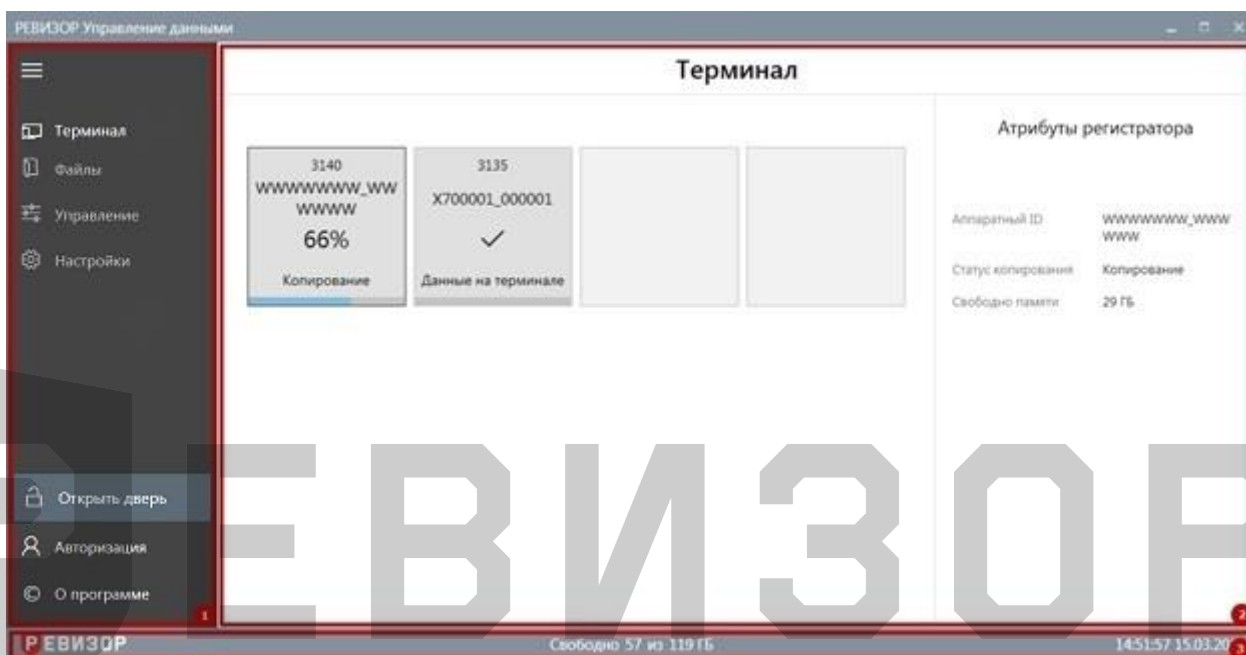 РЕВИЗОР Управление данными
Терминал
Файлы
Управление
Настройки
Открыть дверь
Авторизация
О программе
1
Терминал
3140
WWWWWWW_WW
WWWW
66%
Копирование
3135
X700001_000001
Данные на терминале
Атрибуты регистратора
Аппаратный ID WWWWWWW_WWW
WWW
Статус копирования Копирование
Свободно памяти 29 ГБ
2
РЕВИЗОР
РЕВИЗОР Свободно 57 из 119 ГБ 14:51:57 15.03.20
3